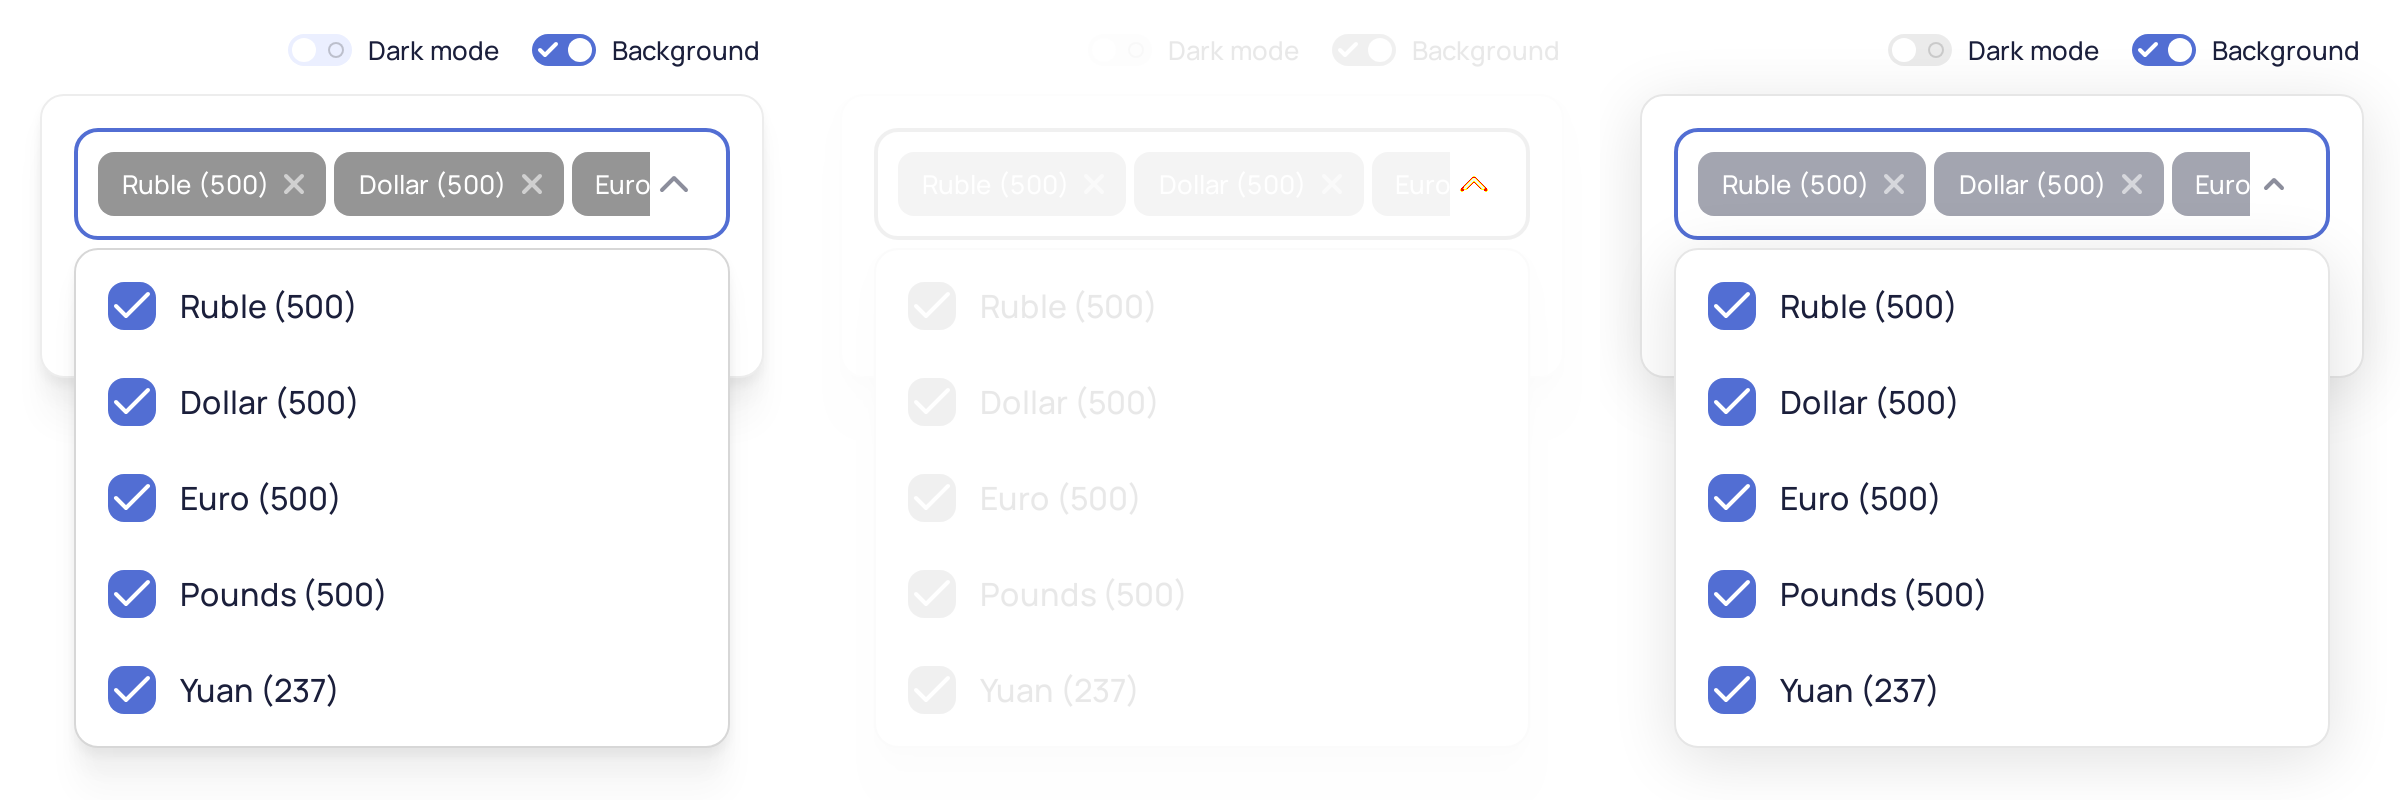 Dark mode Background
Ruble (500) Dollar (500) Euro
Ruble (500)
Dollar (500)
Euro (500)
Pounds (500)
Yuan (237)
Dark mode Background
Ruble (500) Dollar (500) Euro
Ruble (500)
Dollar (500)
Euro (500)
Pounds (500)
Yuan (237)
Dark mode Background
Ruble (500) Dollar (500) Euro
Ruble (500)
Dollar (500)
Euro (500)
Pounds (500)
Yuan (237)